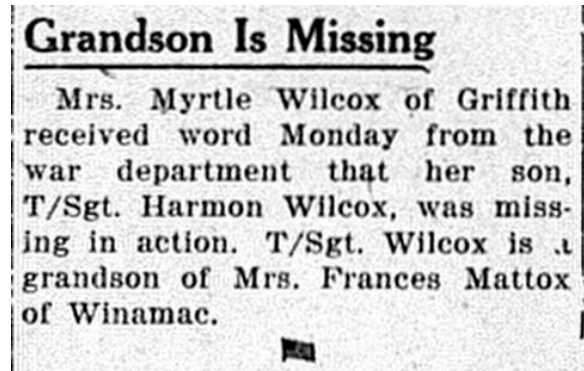 Grandson Is Missing
Mrs. Myrtle Wilcox of Griffith
received word Monday from the
war department that her son,
T/Sgt. Harmon Wilcox, was miss-
ing in action. T/Sgt. Wilcox is a
grandson of Mrs. Frances Mattox
of Winamac.